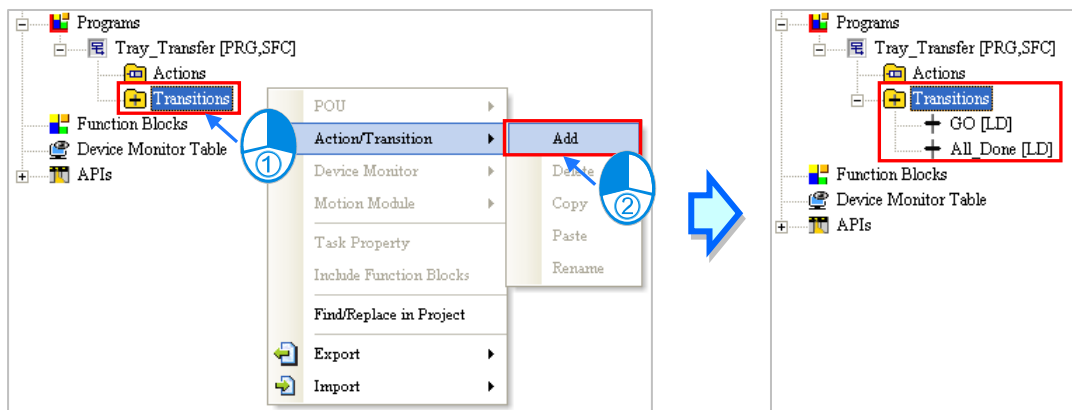 Programs
Tray_Transfer [PRG,SFC]
Actions
Transitions
Function Blocks
Device Monitor Table
APIs
POU
Action/Transition
Device Monitor
Motion Module
Task Property
Include Function Blocks
Find/Replace in Project
Export
Import
①
Add
Delete
Copy
Paste
Rename
②
Programs
Tray_Transfer [PRG,SFC]
Actions
Transitions
GO [LD]
All_Done [LD]
Function Blocks
Device Monitor Table
APIs